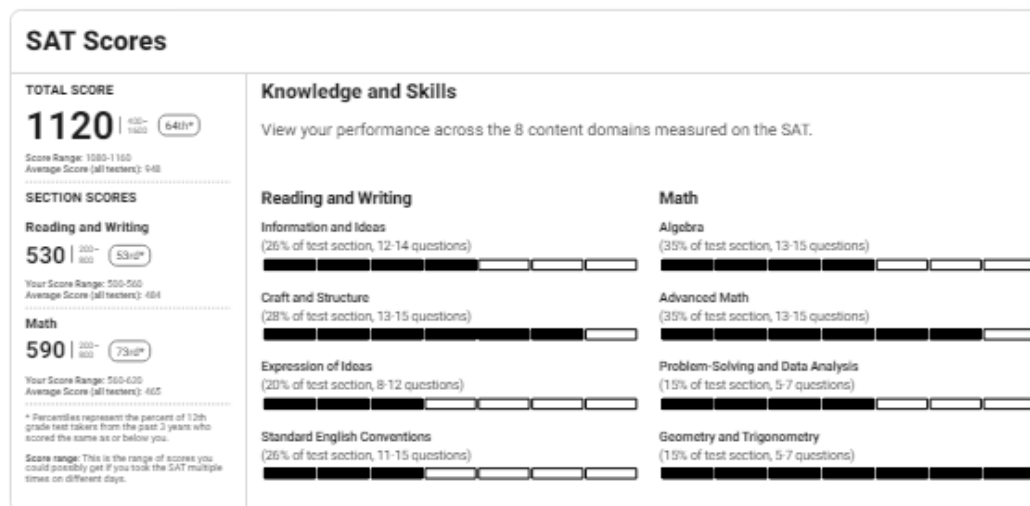 SAT Scores
TOTAL SCORE
1120 | 400–1600 64th*
Score Range: 1080-1160
Average Score (all testers): 948
SECTION SCORES
Reading and Writing
530 | 200–800 53rd*
Your Score Range: 500-560
Average Score (all testers): 484
Math
590 | 200–800 73rd*
Your Score Range: 560-620
Average Score (all testers): 465
* Percentiles represent the percent of 12th
grade test takers from the past 3 years who
scored the same as or below you.
Score range: This is the range of scores you
could possibly get if you took the SAT multiple
times on different days.
Knowledge and Skills
View your performance across the 8 content domains measured on the SAT.
Reading and Writing
Information and Ideas
(26% of test section, 12-14 questions)
Craft and Structure
(28% of test section, 13-15 questions)
Expression of Ideas
(20% of test section, 8-12 questions)
Standard English Conventions
(26% of test section, 11-15 questions)
Math
Algebra
(35% of test section, 13-15 questions)
Advanced Math
(35% of test section, 13-15 questions)
Problem-Solving and Data Analysis
(15% of test section, 5-7 questions)
Geometry and Trigonometry
(15% of test section, 5-7 questions)